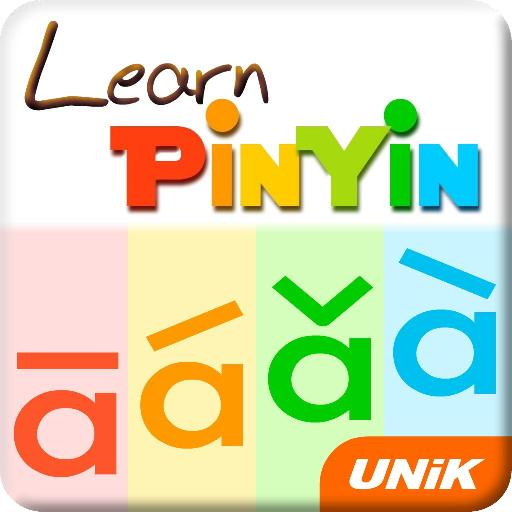 Learn
PinYin
ā á ǎ à
UNiK